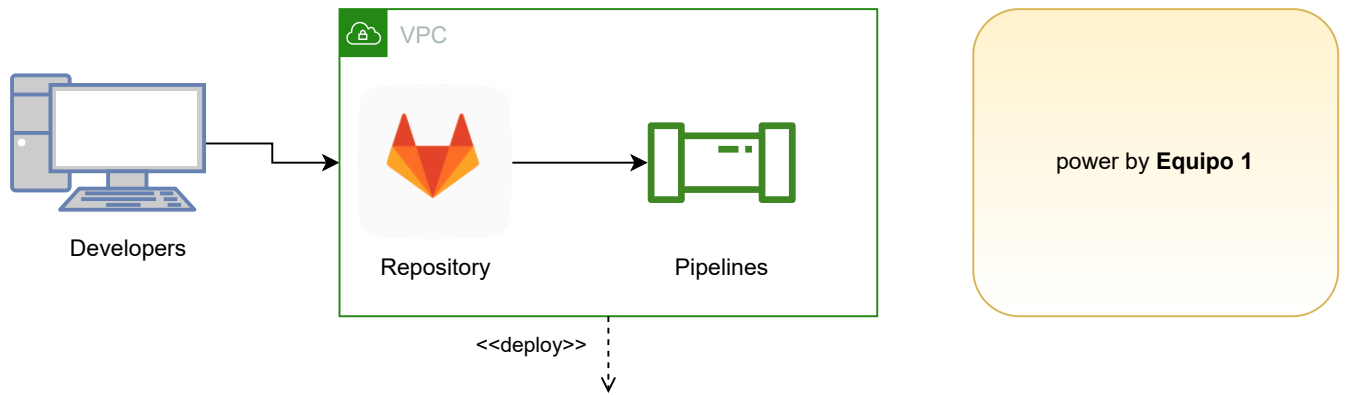 VPC
Developers
Repository
Pipelines
<<deploy>>
power by Equipo 1